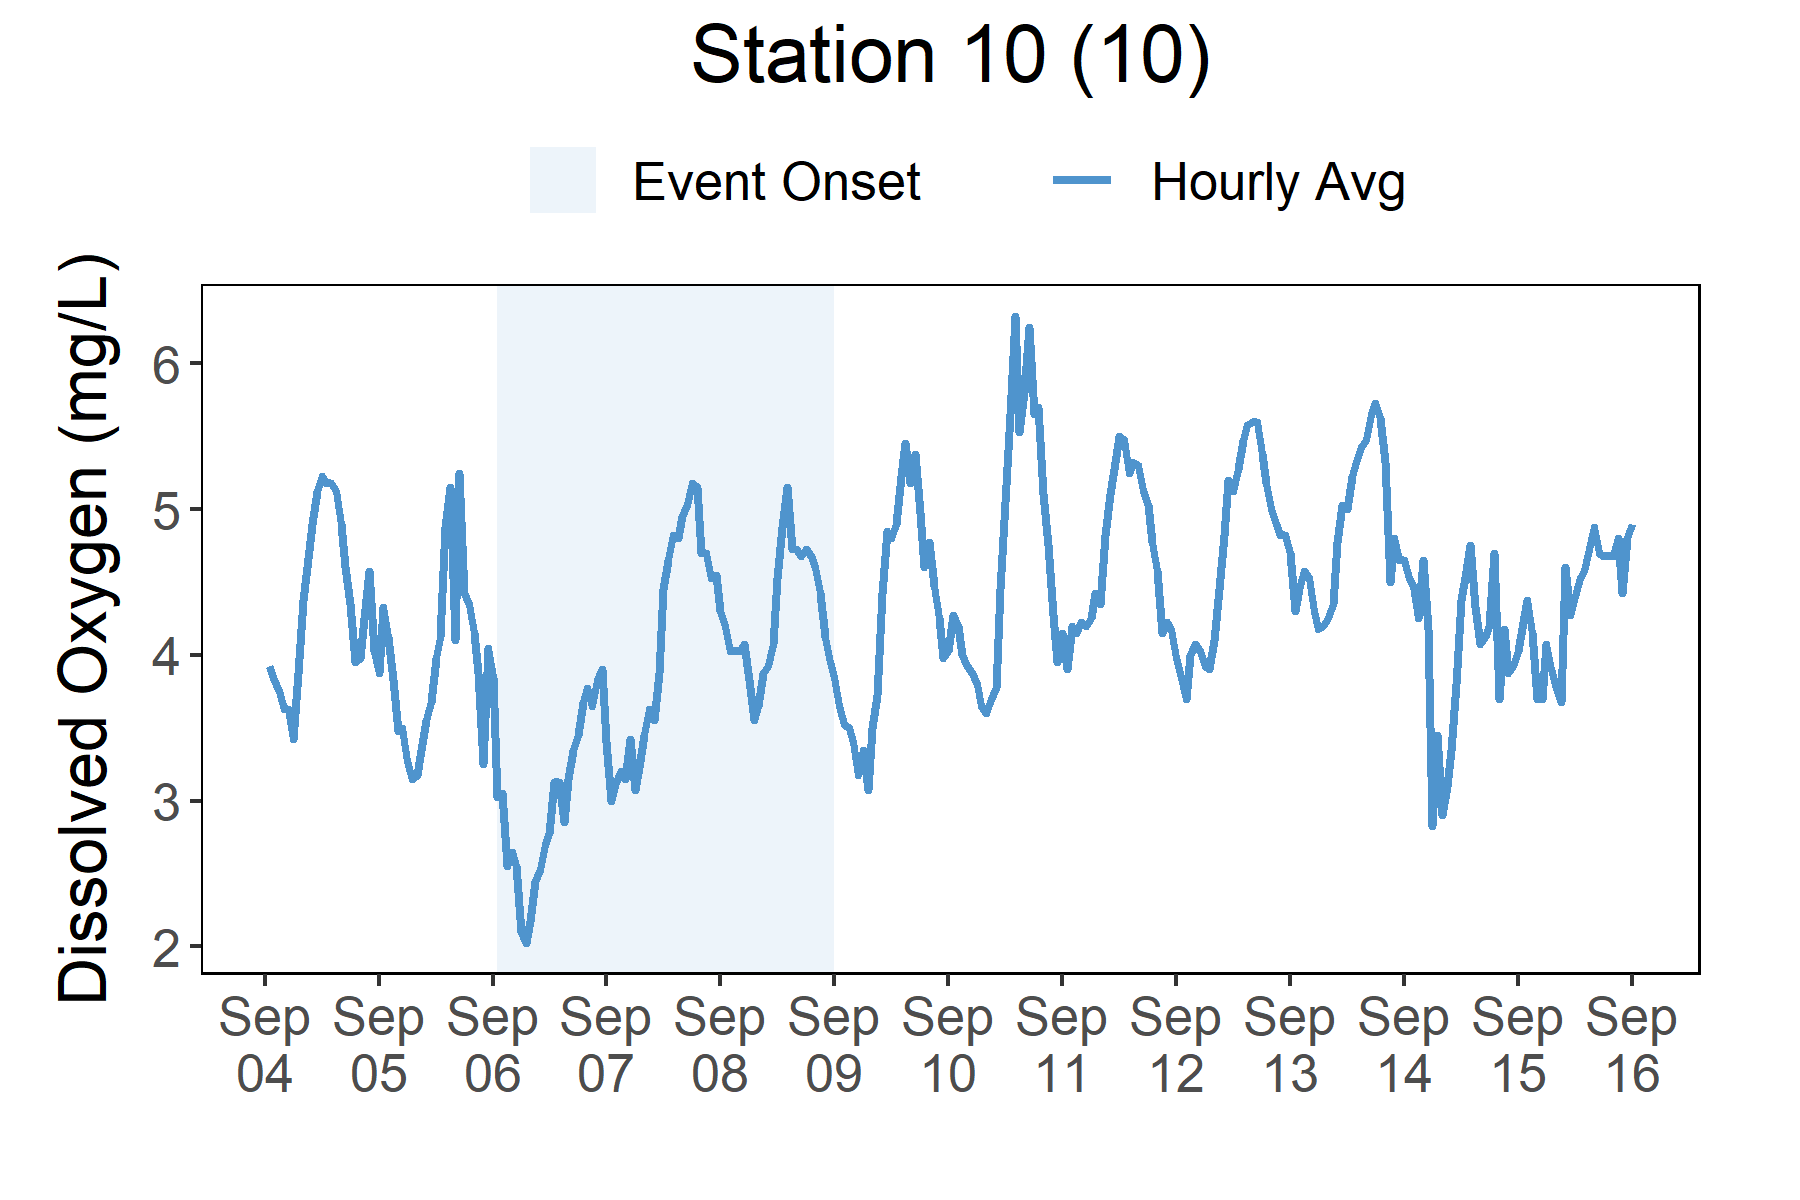 Station 10 (10)
Event Onset
Hourly Avg
Dissolved Oxygen (mg/L)
6
5
4
3
2
Sep Sep Sep Sep Sep Sep Sep Sep Sep Sep Sep Sep Sep
04 05 06 07 08 09 10 11 12 13 14 15 16